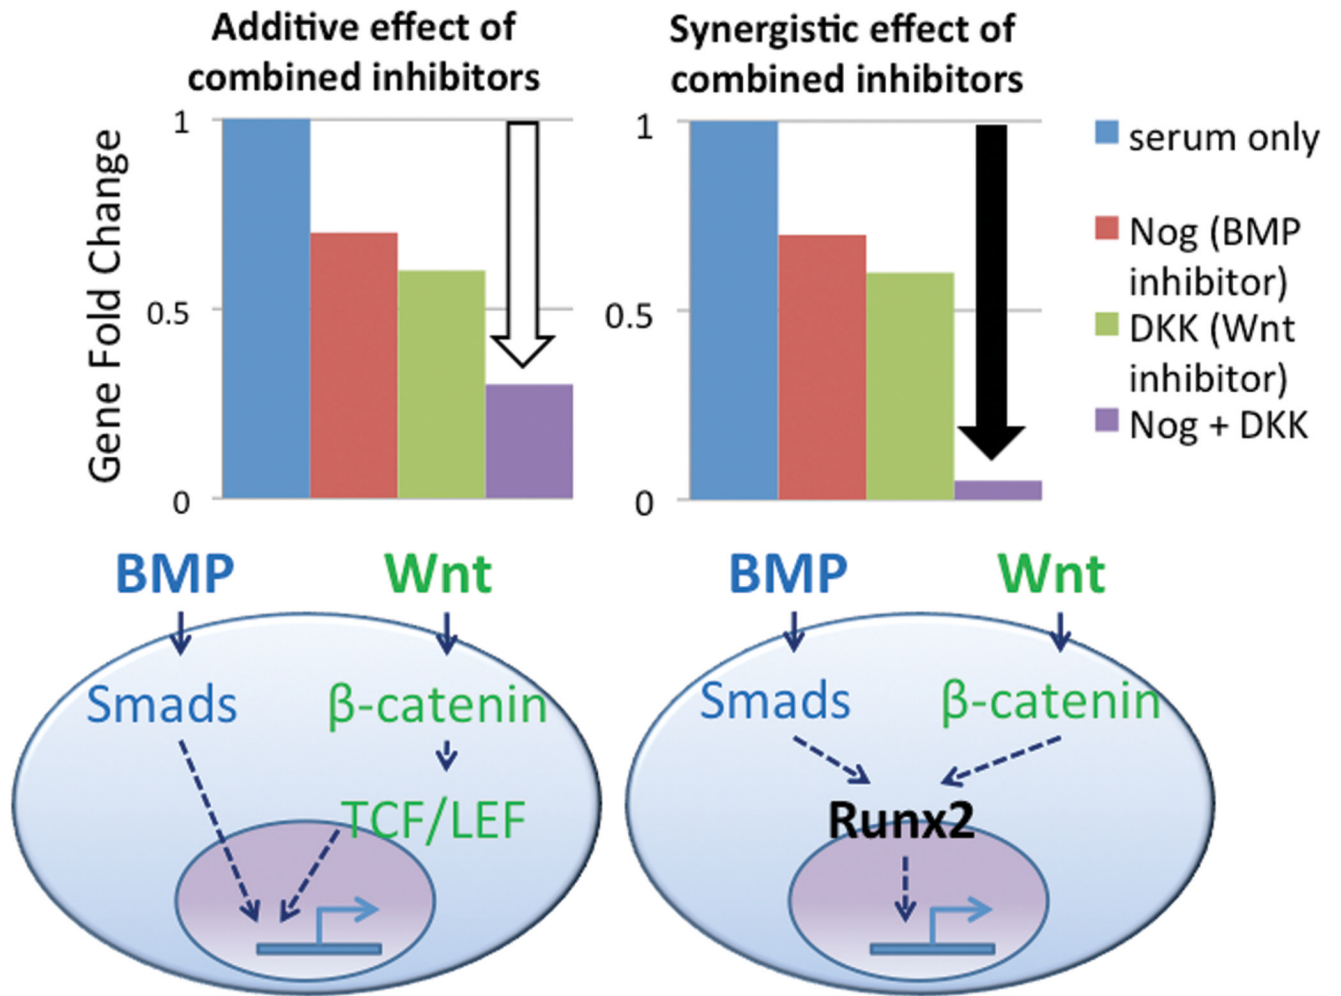 Additive effect of
combined inhibitors
Synergistic effect of
combined inhibitors
Gene Fold Change
1
0.5
0
1
0.5
0
serum only
Nog (BMP
inhibitor)
DKK (Wnt
inhibitor)
Nog + DKK
BMP
Wnt
Smads
β-catenin
TCF/LEF
BMP
Wnt
Smads
β-catenin
Runx2